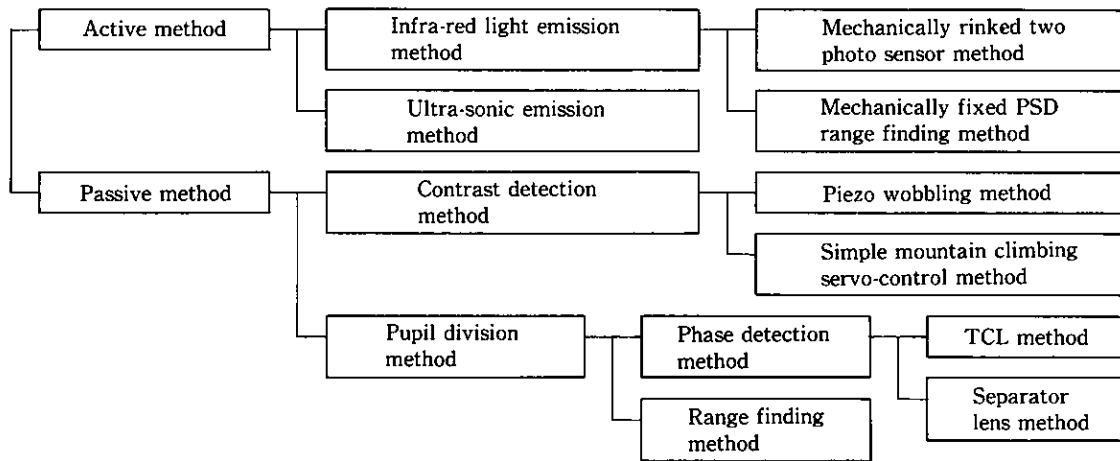 Active method
Infra-red light emission
method
Mechanically rinked two
photo sensor method
Ultra-sonic emission
method
Mechanically fixed PSD
range finding method
Passive method
Contrast detection
method
Piezo wobbling method
Simple mountain climbing
servo-control method
Pupil division
method
Phase detection
method
TCL method
Separator
lens method
Range finding
method